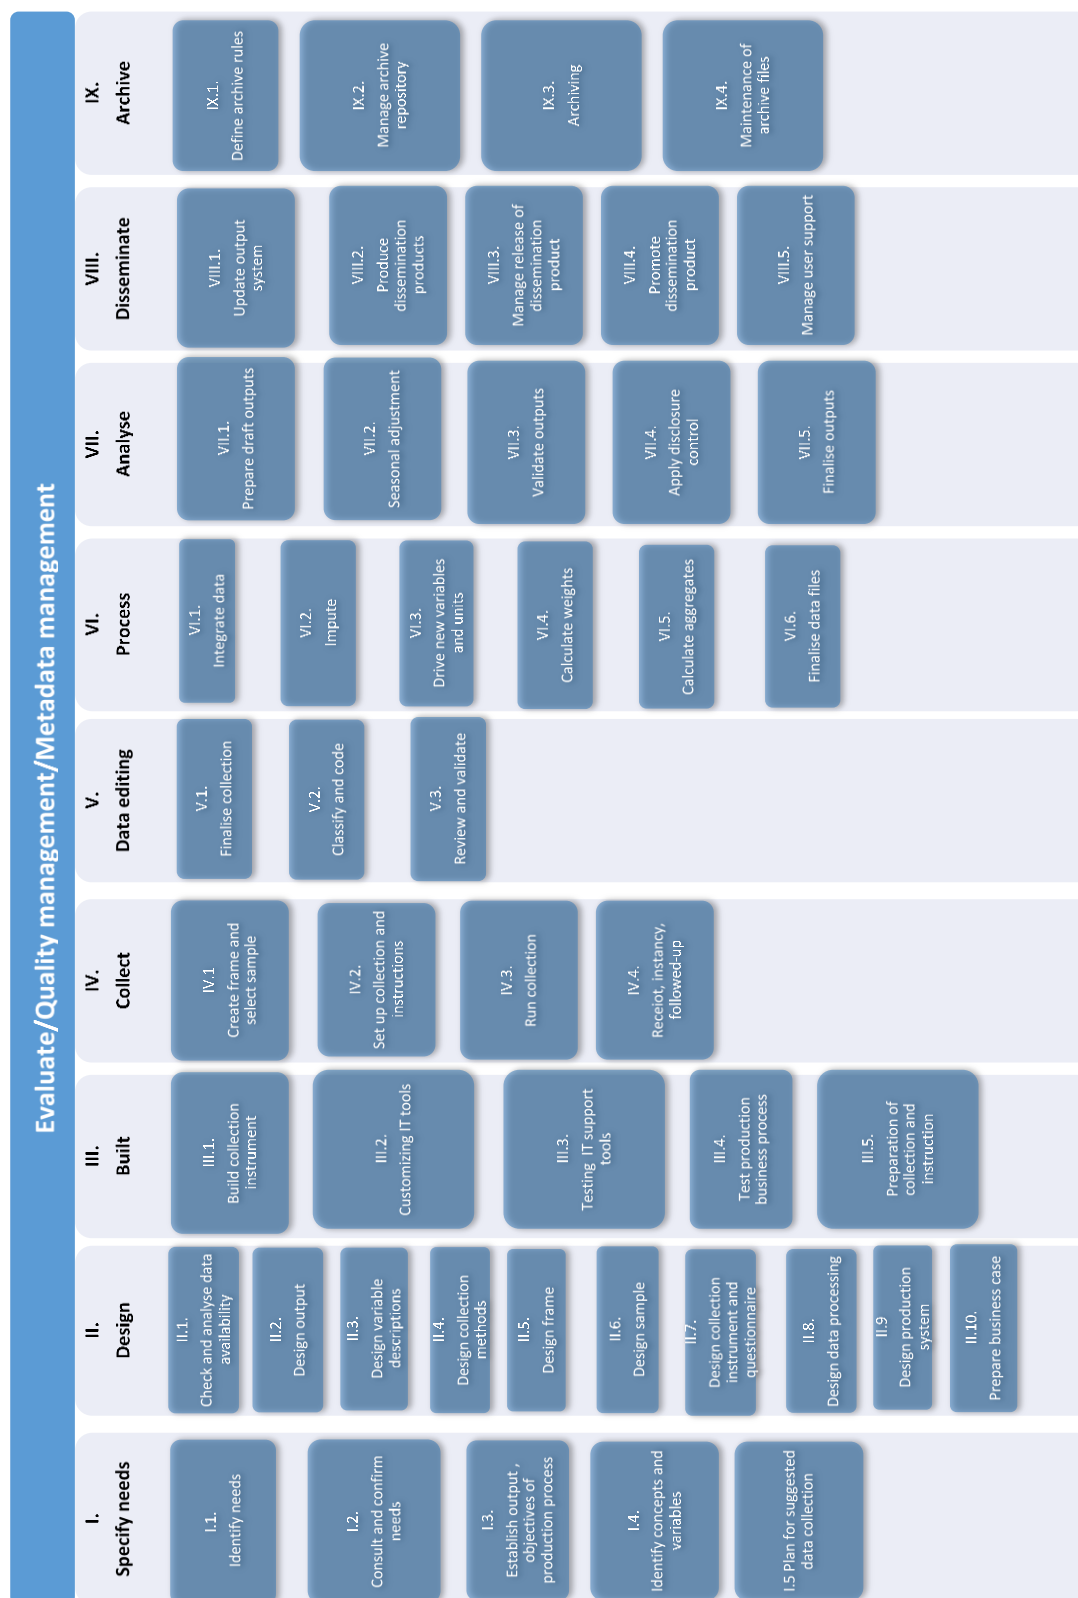 Evaluate/Quality management/Metadata management
I.
Specify needs
I.1.
Identify needs
I.2.
Consult and confirm
needs
I.3.
Establish output ,
objectives of
production process
I.4.
Identify concepts and
variables
I.5 Plan for suggested
data collection
II.
Design
II.1.
Check and analyse data
availability
II.2.
Design output
II.3.
Design variable
descriptions
II.4.
Design collection
methods
II.5.
Design frame
II.6.
Design sample
II.7.
Design collection
instrument and
questionnaire
II.8.
Design data processing
II.9
Design production
system
II.10.
Prepare business case
III.
Built
III.1.
Build collection
instrument
III.2.
Customizing IT tools
III.3.
Testing IT support
tools
III.4.
Test production
business process
III.5.
Preparation of
collection and
instruction
IV.
Collect
IV.1
Create frame and
select sample
IV.2.
Set up collection and
instructions
IV.3.
Run collection
IV.4.
Receiot, instancy,
followed-up
V.
Data editing
V.1.
Finalise collection
V.2.
Classify and code
V.3.
Review and validate
VI.
Process
VI.1.
Integrate data
VI.2.
Impute
VI.3.
Drive new variables
and units
VI.4.
Calculate weights
VI.5.
Calculate aggregates
VI.6.
Finalise data files
VII.
Analyse
VII.1.
Prepare draft outputs
VII.2.
Seasonal adjustment
VII.3.
Validate outputs
VII.4.
Apply disclosure
control
VII.5.
Finalise outputs
VIII.
Disseminate
VIII.1.
Update output
system
VIII.2.
Produce
dissemination
products
VIII.3.
Manage release of
dissemination
product
VIII.4.
Promote
dissemination
product
VIII.5.
Manage user support
IX.
Archive
IX.1.
Define archive rules
IX.2.
Manage archive
repository
IX.3.
Archiving
IX.4.
Maintenance of
archive files